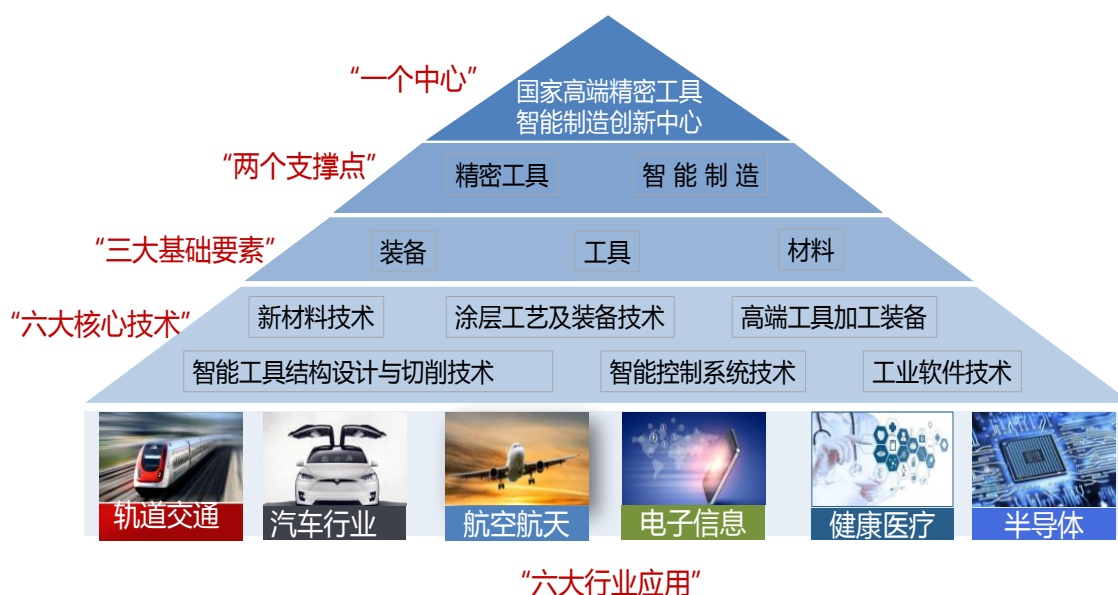 “一个中心”
国家高端精密工具
智能制造创新中心
“两个支撑点”
精密工具
智能制造
“三大基础要素”
装备
工具
材料
“六大核心技术”
新材料技术
涂层工艺及装备技术
高端工具加工装备
智能工具结构设计与切削技术
智能控制系统技术
工业软件技术
轨道交通
汽车行业
航空航天
电子信息
健康医疗
半导体
“六大行业应用”